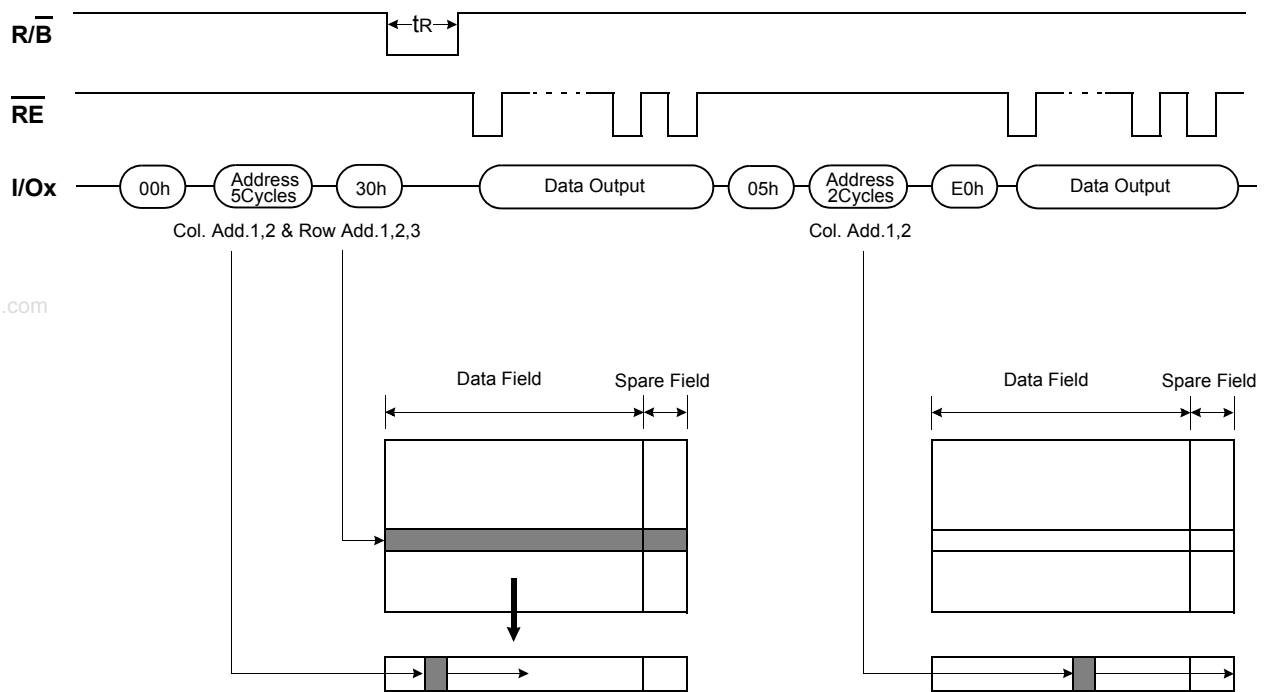 R/B
tR
RE
I/Ox
00h
Address
5Cycles
30h
Data Output
05h
Address
2Cycles
E0h
Data Output
Col. Add.1,2 & Row Add.1,2,3
Col. Add.1,2
.com
Data Field
Spare Field
Data Field
Spare Field